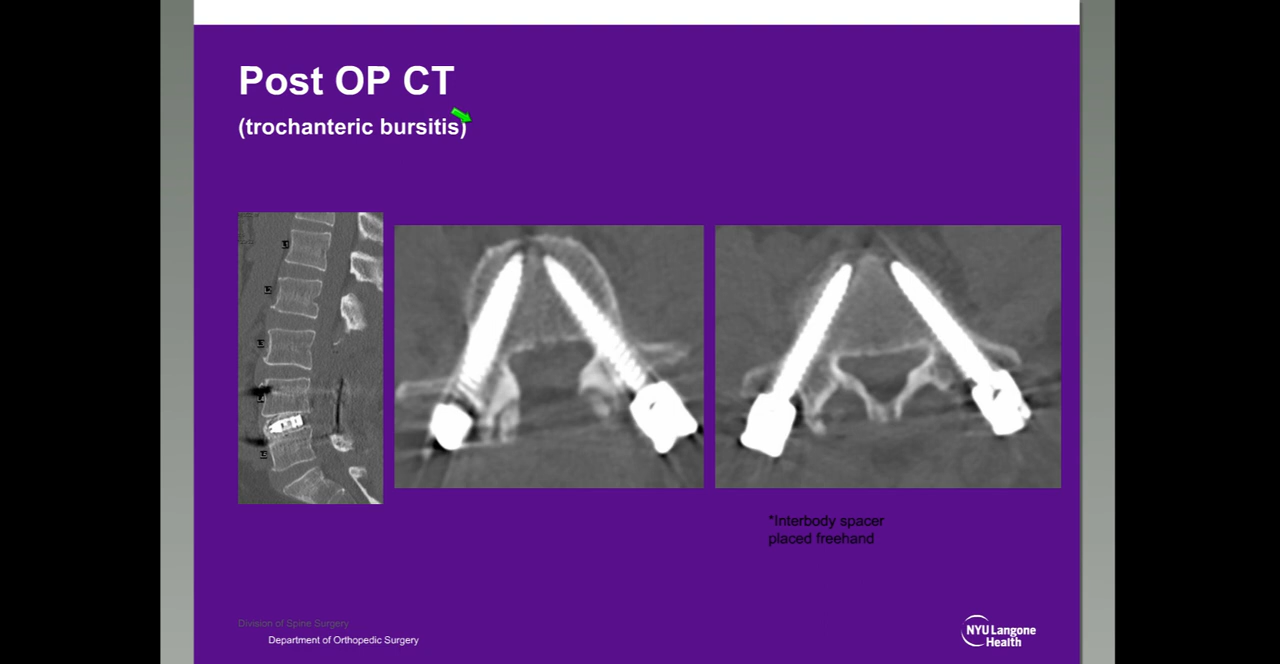 Post OP CT
(trochanteric bursitis)
*Interbody spacer
placed freehand
Division of Spine Surgery
Department of Orthopedic Surgery
NYU Langone
Health